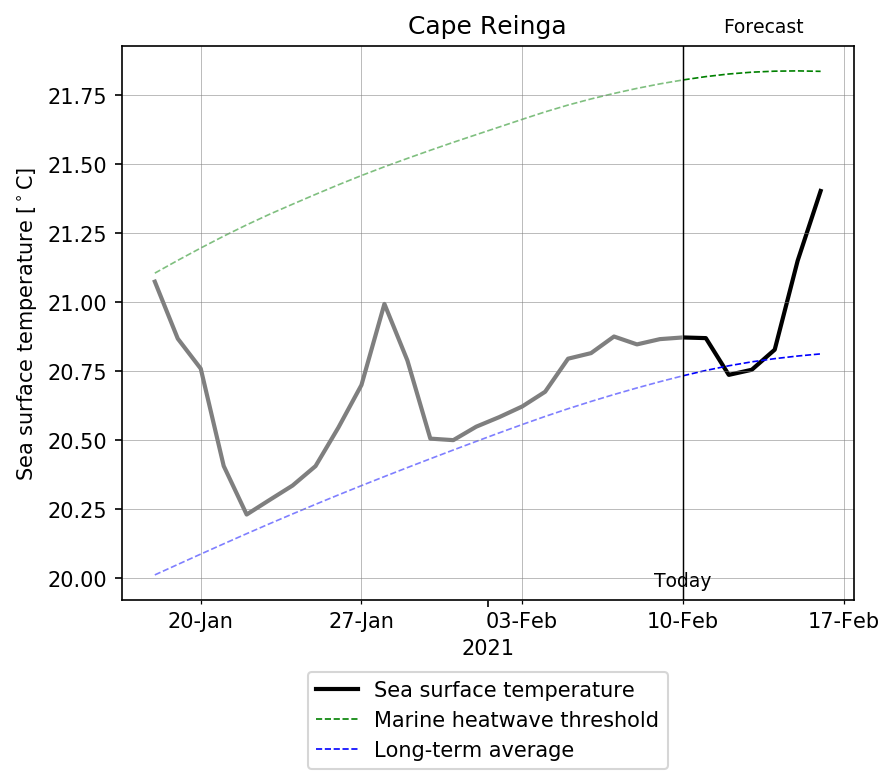 Cape Reinga
Forecast
Sea surface temperature [°C]
21.75
21.50
21.25
21.00
20.75
20.50
20.25
20.00
Today
20-Jan
27-Jan
03-Feb
10-Feb
17-Feb
2021
Sea surface temperature
Marine heatwave threshold
Long-term average